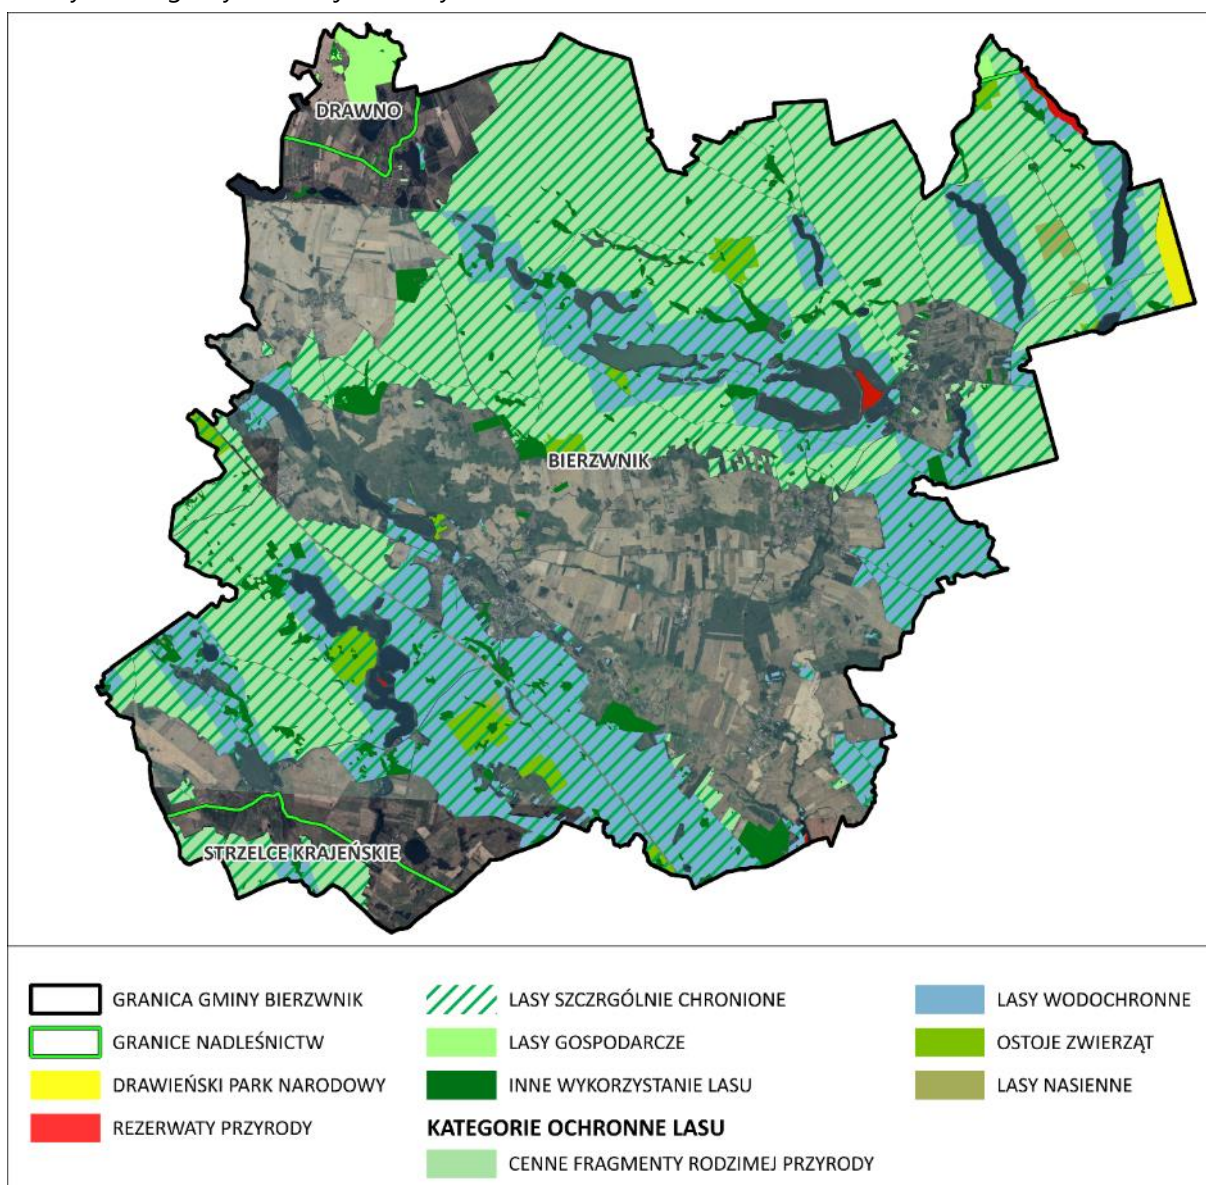 DRAWNO
BIERZWNIK
STRZELCE KRAJEŃSKIE
GRANICA GMINY BIERZWNIK
GRANICE NADLEŚNICTW
DRAWIEŃSKI PARK NARODOWY
REZERWATY PRZYRODY
LASY SZCZRGÓLNIE CHRONIONE
LASY GOSPODARCZE
INNE WYKORZYSTANIE LASU
KATEGORIE OCHRONNE LASU
CENNE FRAGMENTY RODZIMEJ PRZYRODY
LASY WODOCHRONNE
OSTOJE ZWIERZĄT
LASY NASIENNE